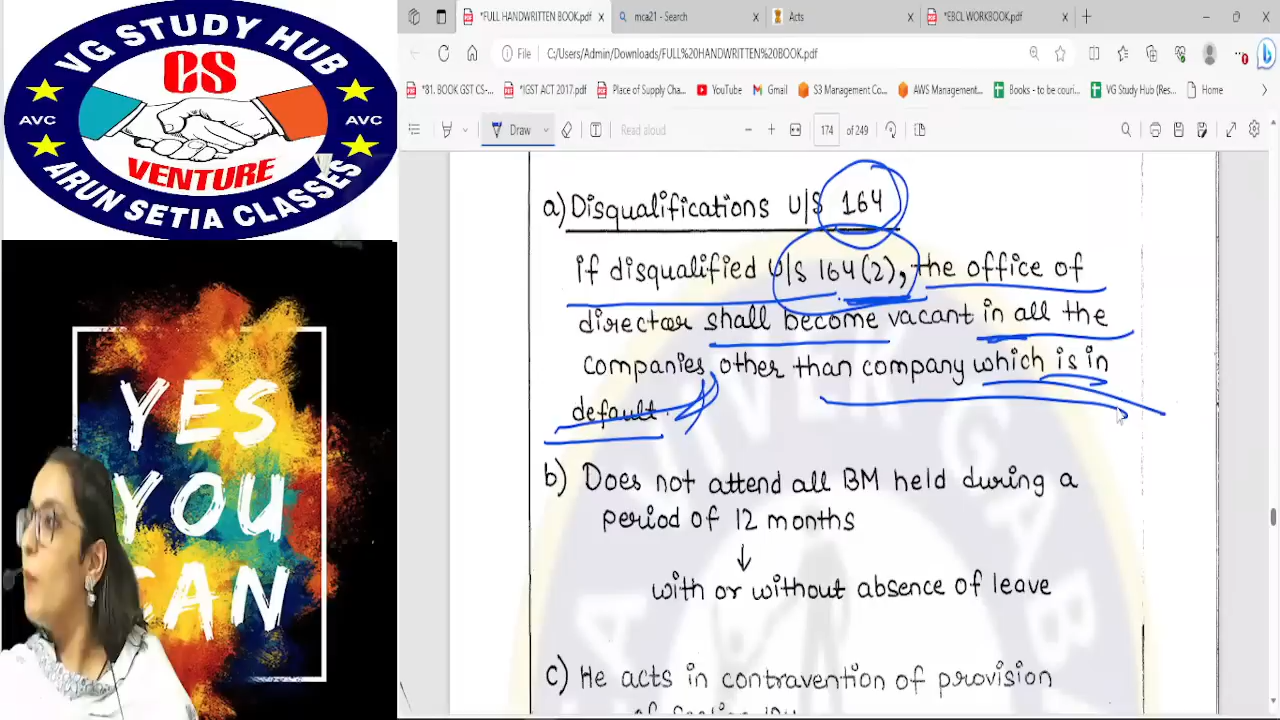 *FULL HANDWRITTEN BOOK.pdf
mca21 - Search
Acts
*EBCL WORKBOOK.pdf
File C:/Users/Admin/Downloads/FULL%20HANDWRITTEN%20BOOK.pdf
*81. BOOK GST CS-...
*IGST ACT 2017.pdf
Place of Supply Cha...
YouTube
Gmail
S3 Management Co...
AWS Management...
Books - to be couri...
VG Study Hub (Res...
Home
Draw
Read aloud
174 of 249
VG STUDY HUB
CS
AVC
AVC
VENTURE
ARUN SETIA CLASSES
YES
YOU
CAN
a) Disqualifications U/S 164
if disqualified U/S 164(2), the office of
director shall become vacant in all the
companies, other than company which is in
default.
b) Does not attend all BM held during a
period of 12 months
↓
with or without absence of leave
c) He acts in contravention of provision